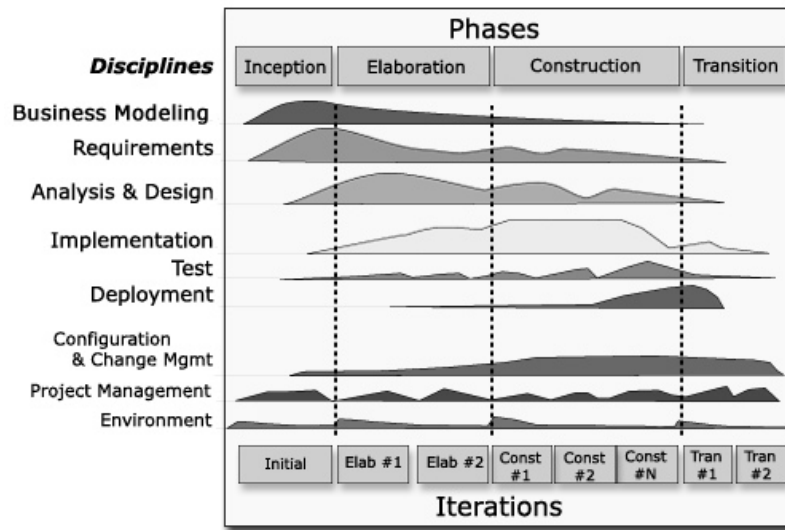 Phases
Disciplines
Inception
Elaboration
Construction
Transition
Business Modeling
Requirements
Analysis & Design
Implementation
Test
Deployment
Configuration
& Change Mgmt
Project Management
Environment
Initial
Elab #1
Elab #2
Const
#1
Const
#2
Const
#N
Tran
#1
Tran
#2
Iterations